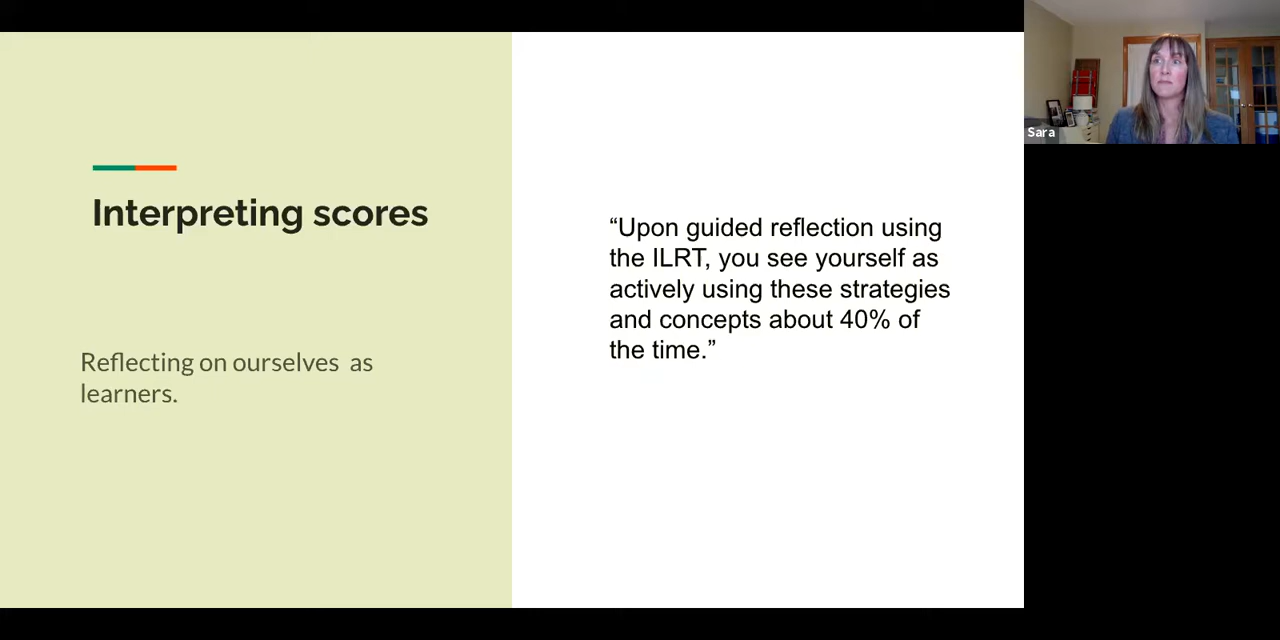 Interpreting scores
Reflecting on ourselves as
learners.
“Upon guided reflection using
the ILRT, you see yourself as
actively using these strategies
and concepts about 40% of
the time.”
Sara